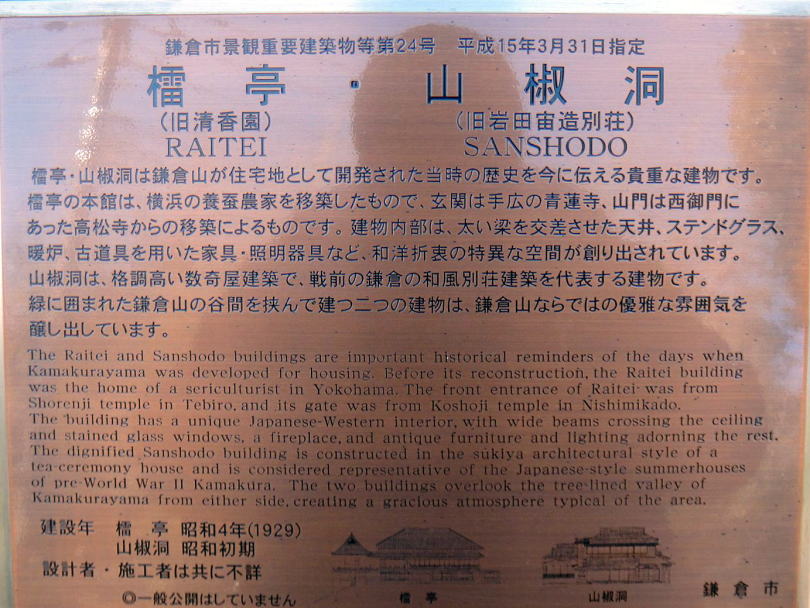 鎌倉市景観重要建築物等第24号　平成15年3月31日指定
檑亭・山椒洞
（旧清香園）　（旧岩田宙造別荘）
RAITEI　SANSHODO
檑亭・山椒洞は鎌倉山が住宅地として開発された当時の歴史を今に伝える貴重な建物です。
檑亭の本館は、横浜の養蚕農家を移築したもので、玄関は手広の青蓮寺、山門は西御門に
あった高松寺からの移築によるものです。建物内部は、太い梁を交差させた天井、ステンドグラス、
暖炉、古道具を用いた家具・照明器具など、和洋折衷の特異な空間が創り出されています。
山椒洞は、格調高い数奇屋建築で、戦前の鎌倉の和風別荘建築を代表する建物です。
緑に囲まれた鎌倉山の谷間を挟んで建つ二つの建物は、鎌倉山ならではの優雅な雰囲気を
醸し出しています。
The Raitei and Sanshodo buildings are important historical reminders of the days when
Kamakurayama was developed for housing. Before its reconstruction, the Raitei building
was the home of a sericulturist in Yokohama. The front entrance of Raitei was from
Shorenji temple in Tebiro, and its gate was from Koshoji temple in Nishimikado.
The building has a unique Japanese-Western interior, with wide beams crossing the ceiling
and stained glass windows, a fireplace, and antique furniture and lighting adorning the rest.
The dignified Sanshodo building is constructed in the sukiya architectural style of a
tea-ceremony house and is considered representative of the Japanese-style summerhouses
of pre-World War II Kamakura. The two buildings overlook the tree-lined valley of
Kamakurayama from either side, creating a gracious atmosphere typical of the area.
建設年　檑亭　昭和4年(1929)
山椒洞　昭和初期
設計者・施工者は共に不詳
◎一般公開はしていません
檑亭　山椒洞　鎌倉市